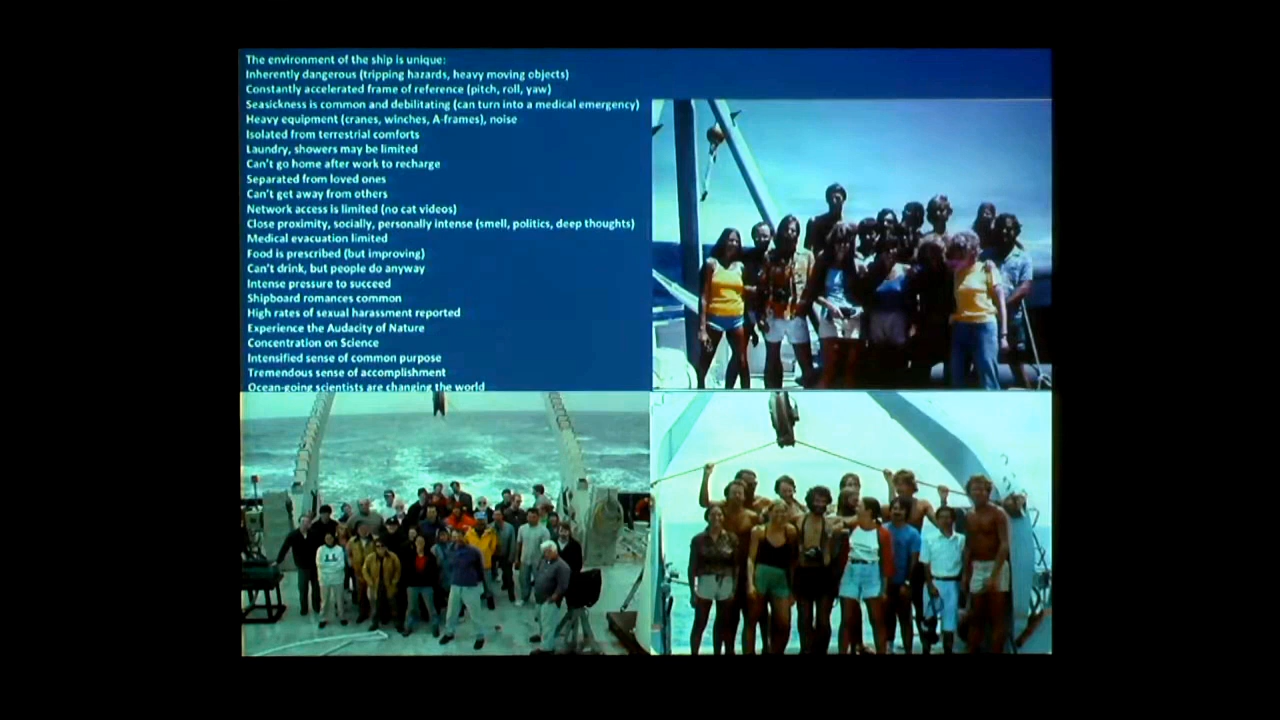 The environment of the ship is unique:
Inherently dangerous (tripping hazards, heavy moving objects)
Constantly accelerated frame of reference (pitch, roll, yaw)
Seasickness is common and debilitating (can turn into a medical emergency)
Heavy equipment (cranes, winches, A-frames), noise
Isolated from terrestrial comforts
Laundry, showers may be limited
Can't go home after work to recharge
Separated from loved ones
Can't get away from others
Network access is limited (no cat videos)
Close proximity, socially, personally intense (smell, politics, deep thoughts)
Medical evacuation limited
Food is prescribed (but improving)
Can't drink, but people do anyway
Intense pressure to succeed
Shipboard romances common
High rates of sexual harassment reported
Experience the Audacity of Nature
Concentration on Science
Intensified sense of common purpose
Tremendous sense of accomplishment
Ocean-going scientists are changing the world